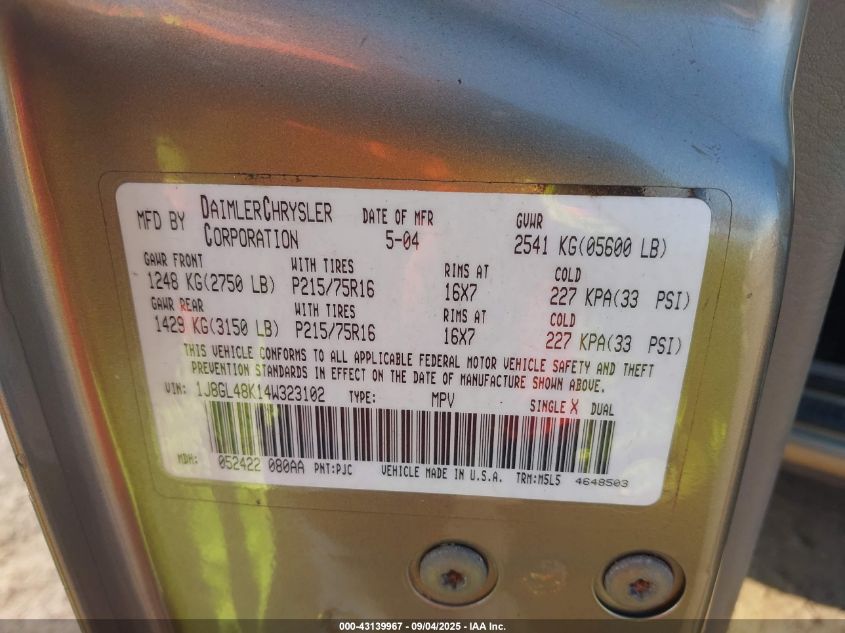 MFD BY DAIMLERCHRYSLER CORPORATION DATE OF MFR 5-04 GVWR 2541 KG(05600 LB)
GAWR FRONT WITH TIRES RIMS AT COLD
1248 KG(2750 LB) P215/75R16 16X7 227 KPA(33 PSI)
GAWR REAR WITH TIRES RIMS AT COLD
1429 KG(3150 LB) P215/75R16 16X7 227 KPA(33 PSI)
THIS VEHICLE CONFORMS TO ALL APPLICABLE FEDERAL MOTOR VEHICLE SAFETY AND THEFT
PREVENTION STANDARDS IN EFFECT ON THE DATE OF MANUFACTURE SHOWN ABOVE.
VIN: 1J8GL48K14W323102 TYPE: MPV SINGLE X DUAL
MDH: 052422 080AA PNT:PJC VEHICLE MADE IN U.S.A. TRM:M5L5 4648503
000-43139967 - 09/04/2025 - IAA Inc.